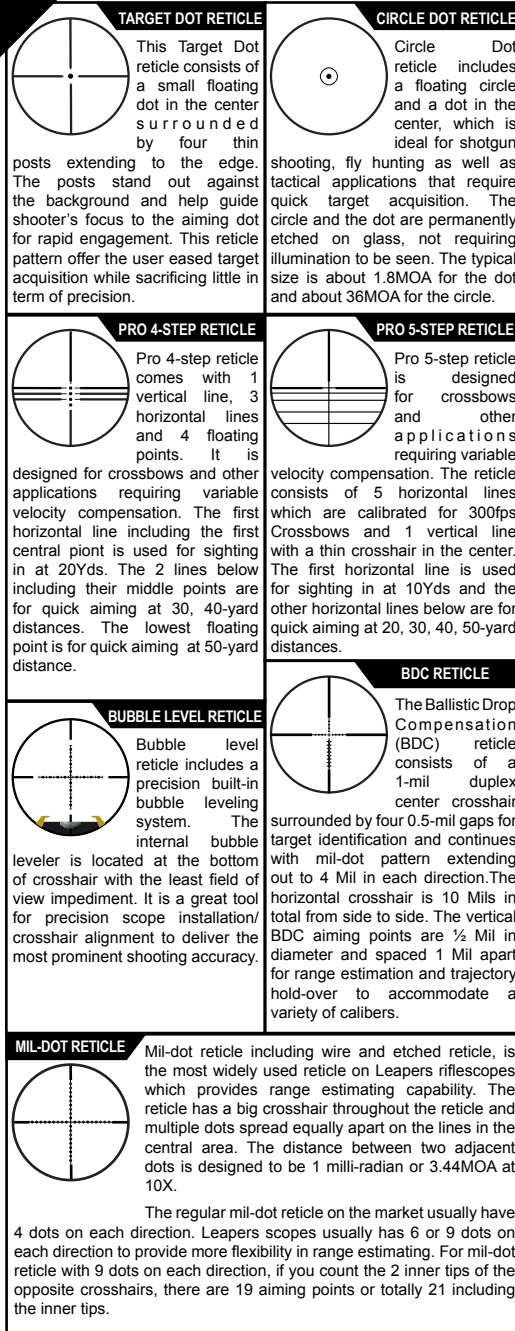 TARGET DOT RETICLE
This Target Dot
reticle consists of
a small floating
dot in the center
surrounded
by four thin
posts extending to the edge.
The posts stand out against
the background and help guide
shooter's focus to the aiming dot
for rapid engagement. This reticle
pattern offer the user eased target
acquisition while sacrificing little in
term of precision.
CIRCLE DOT RETICLE
Circle Dot
reticle includes
a floating circle
and a dot in the
center, which is
ideal for shotgun
shooting, fly hunting as well as
tactical applications that require
quick target acquisition. The
circle and the dot are permanently
etched on glass, not requiring
illumination to be seen. The typical
size is about 1.8MOA for the dot
and about 36MOA for the circle.
PRO 4-STEP RETICLE
Pro 4-step reticle
comes with 1
vertical line, 3
horizontal lines
and 4 floating
points. It is
designed for crossbows and other
applications requiring variable
velocity compensation. The first
horizontal line including the first
central piont is used for sighting
in at 20Yds. The 2 lines below
including their middle points are
for quick aiming at 30, 40-yard
distances. The lowest floating
point is for quick aiming at 50-yard
distance.
PRO 5-STEP RETICLE
Pro 5-step reticle
is designed
for crossbows
and other
applications
requiring variable
velocity compensation. The reticle
consists of 5 horizontal lines
which are calibrated for 300fps
Crossbows and 1 vertical line
with a thin crosshair in the center.
The first horizontal line is used
for sighting in at 10Yds and the
other horizontal lines below are for
quick aiming at 20, 30, 40, 50-yard
distances.
BUBBLE LEVEL RETICLE
Bubble level
reticle includes a
precision built-in
bubble leveling
system. The
internal bubble
leveler is located at the bottom
of crosshair with the least field of
view impediment. It is a great tool
for precision scope installation/
crosshair alignment to deliver the
most prominent shooting accuracy.
BDC RETICLE
The Ballistic Drop
Compensation
(BDC) reticle
consists of a
1-mil duplex
center crosshair
surrounded by four 0.5-mil gaps for
target identification and continues
with mil-dot pattern extending
out to 4 Mil in each direction.The
horizontal crosshair is 10 Mils in
total from side to side. The vertical
BDC aiming points are ½ Mil in
diameter and spaced 1 Mil apart
for range estimation and trajectory
hold-over to accommodate a
variety of calibers.
MIL-DOT RETICLE
Mil-dot reticle including wire and etched reticle, is
the most widely used reticle on Leapers riflescopes
which provides range estimating capability. The
reticle has a big crosshair throughout the reticle and
multiple dots spread equally apart on the lines in the
central area. The distance between two adjacent
dots is designed to be 1 milli-radian or 3.44MOA at
10X.
The regular mil-dot reticle on the market usually have
4 dots on each direction. Leapers scopes usually has 6 or 9 dots on
each direction to provide more flexibility in range estimating. For mil-dot
reticle with 9 dots on each direction, if you count the 2 inner tips of the
opposite crosshairs, there are 19 aiming points or totally 21 including
the inner tips.